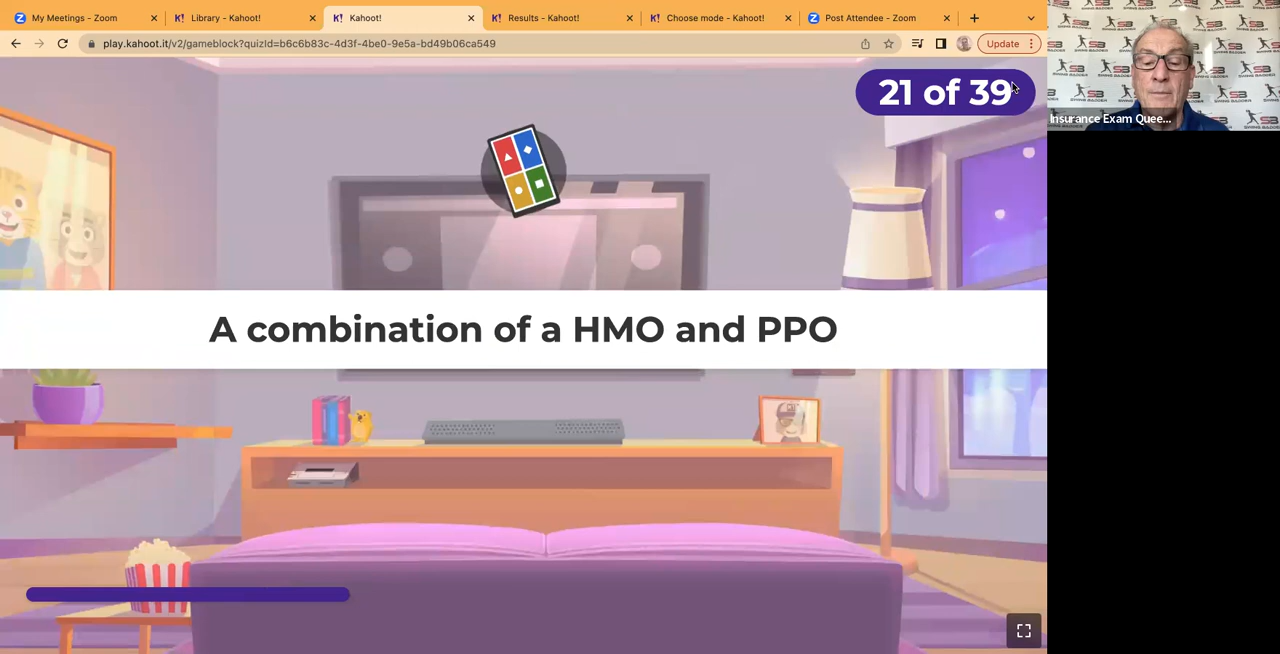 My Meetings - Zoom
Library - Kahoot!
Kahoot!
Results - Kahoot!
Choose mode - Kahoot!
Post Attendee - Zoom
play.kahoot.it/v2/gameblock?quizId=b6c6b83c-4d3f-4be0-9e5a-bd49b06ca549
Update
21 of 39
Insurance Exam Quee...
A combination of a HMO and PPO